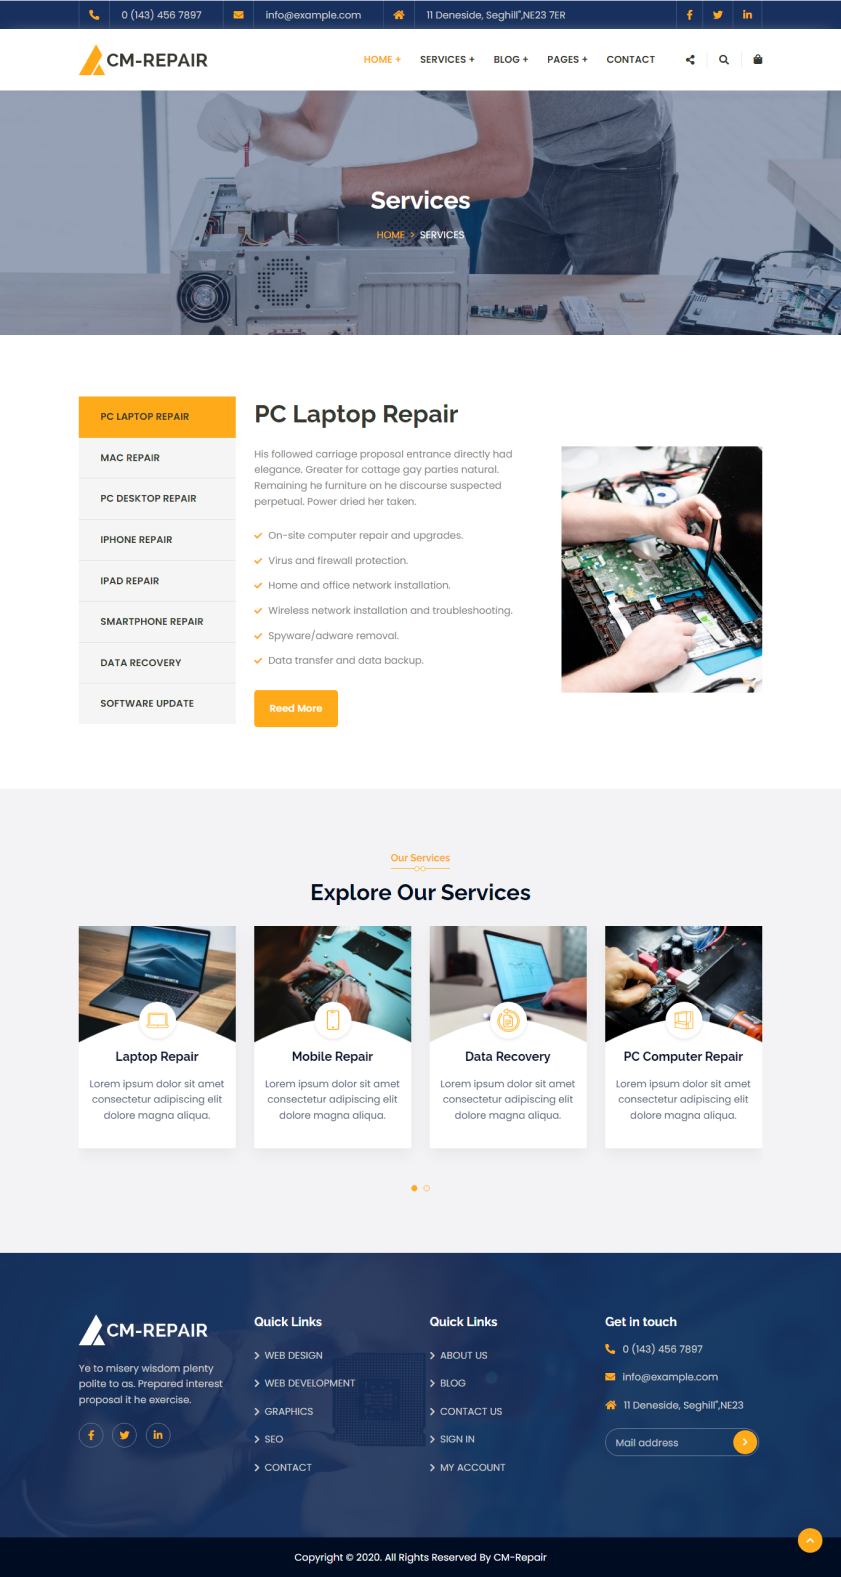 0 (143) 456 7897
info@example.com
11 Deneside, Seghill",NE23 7ER
CM-REPAIR
HOME +
SERVICES +
BLOG +
PAGES +
CONTACT
Services
HOME > SERVICES
PC LAPTOP REPAIR
MAC REPAIR
PC DESKTOP REPAIR
IPHONE REPAIR
IPAD REPAIR
SMARTPHONE REPAIR
DATA RECOVERY
SOFTWARE UPDATE
PC Laptop Repair
His followed carriage proposal entrance directly had
elegance. Greater for cottage gay parties natural.
Remaining he furniture on he discourse suspected
perpetual. Power dried her taken.
On-site computer repair and upgrades.
Virus and firewall protection.
Home and office network installation.
Wireless network installation and troubleshooting.
Spyware/adware removal.
Data transfer and data backup.
Reed More
Our Services
Explore Our Services
Laptop Repair
Lorem ipsum dolor sit amet
consectetur adipiscing elit
dolore magna aliqua.
Mobile Repair
Lorem ipsum dolor sit amet
consectetur adipiscing elit
dolore magna aliqua.
Data Recovery
Lorem ipsum dolor sit amet
consectetur adipiscing elit
dolore magna aliqua.
PC Computer Repair
Lorem ipsum dolor sit amet
consectetur adipiscing elit
dolore magna aliqua.
CM-REPAIR
Ye to misery wisdom plenty
polite to as. Prepared interest
proposal it he exercise.
Quick Links
WEB DESIGN
WEB DEVELOPMENT
GRAPHICS
SEO
CONTACT
Quick Links
ABOUT US
BLOG
CONTACT US
SIGN IN
MY ACCOUNT
Get in touch
0 (143) 456 7897
info@example.com
11 Deneside, Seghill",NE23
Mail address
Copyright © 2020. All Rights Reserved By CM-Repair